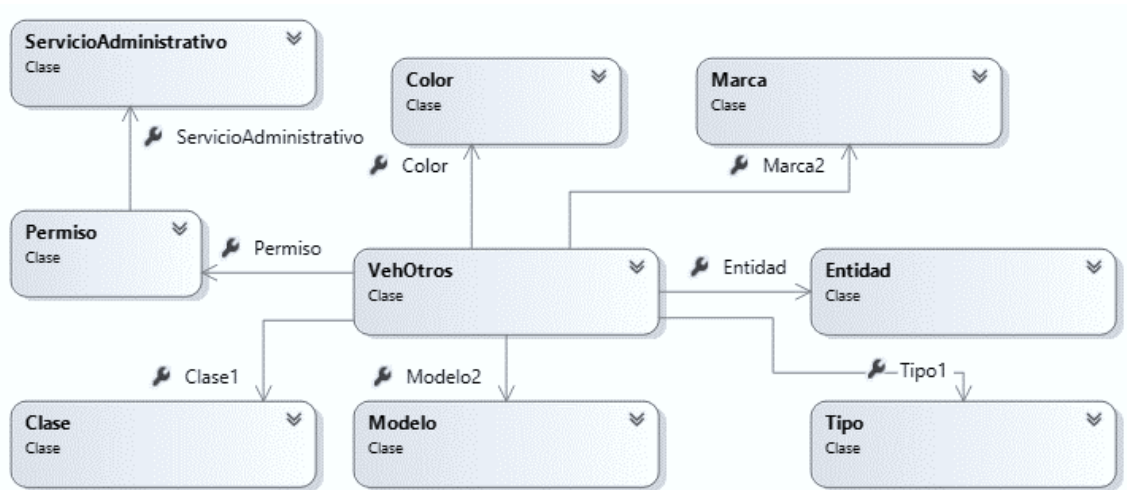 ServicioAdministrativo
Clase
Color
Clase
Marca
Clase
ServicioAdministrativo
Color
Marca2
Permiso
Clase
Permiso
VehOtros
Clase
Entidad
Entidad
Clase
Clase1
Modelo2
Tipo1
Clase
Clase
Modelo
Clase
Tipo
Clase